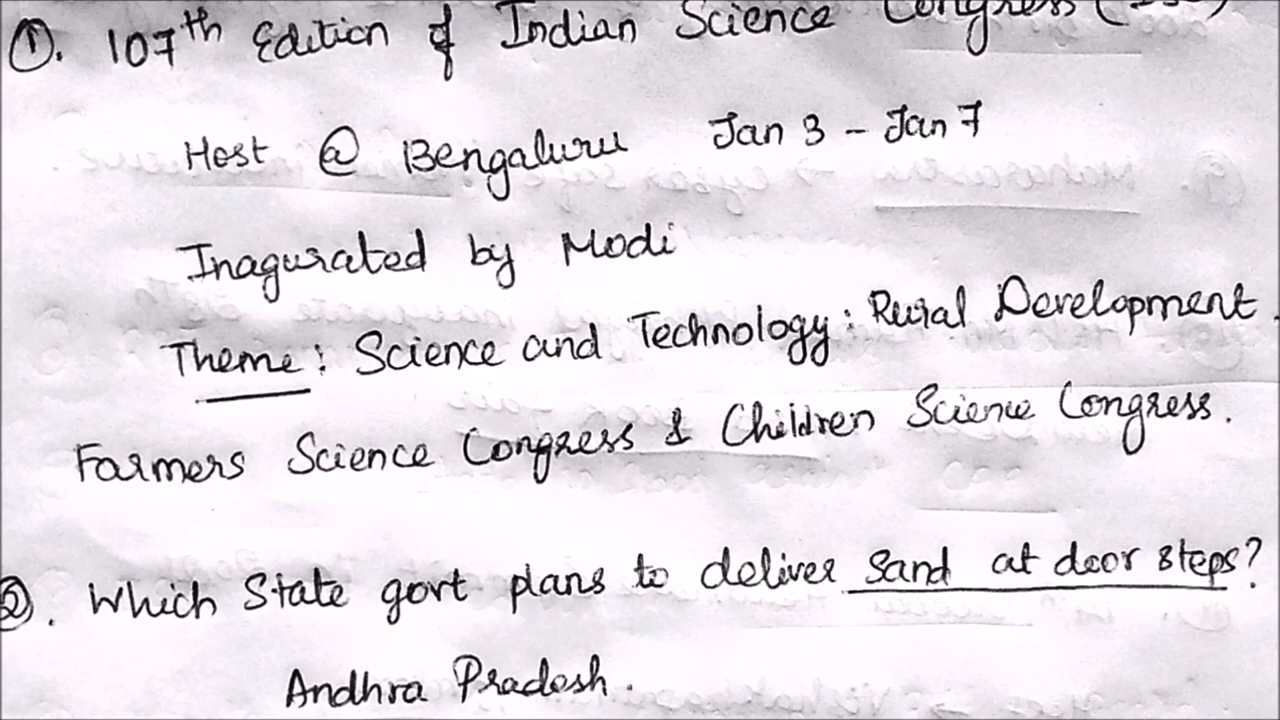 ①. 107th Edition of Indian Science Congress
Host @ Bengaluru Jan 3 - Jan 7
Inagurated by Modi
Theme: Science and Technology: Rural Development.
Farmers Science Congress & Children Science Congress.
②. Which State govt plans to deliver sand at door steps?
Andhra Pradesh.